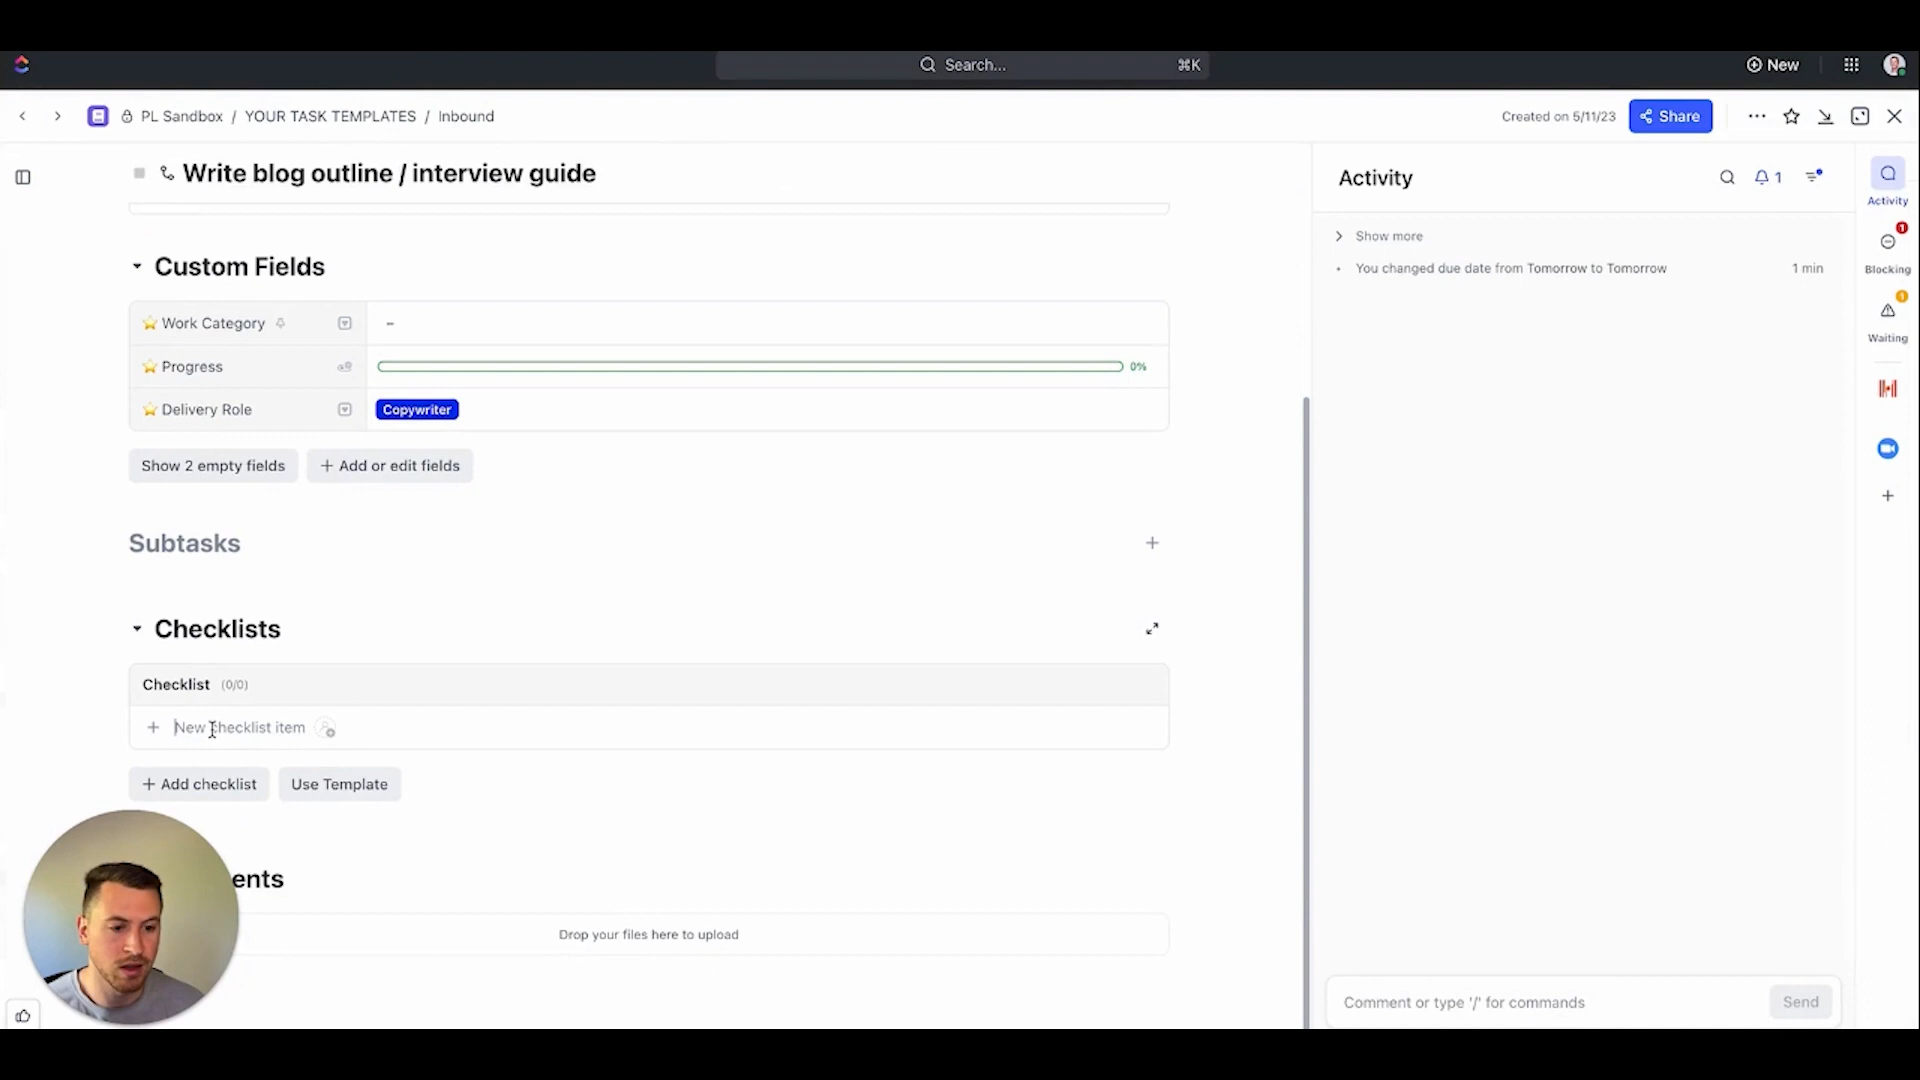 Search...
⌘K
New
PL Sandbox / YOUR TASK TEMPLATES / Inbound
Created on 5/11/23
Share
Write blog outline / interview guide
Activity
1
Activity
Show more
1
You changed due date from Tomorrow to Tomorrow
1 min
Blocking
Custom Fields
1
Work Category
–
Waiting
Progress
0%
Delivery Role
Copywriter
Show 2 empty fields
+ Add or edit fields
Subtasks
Checklists
Checklist (0/0)
New checklist item
+ Add checklist
Use Template
ents
Drop your files here to upload
Comment or type '/' for commands
Send